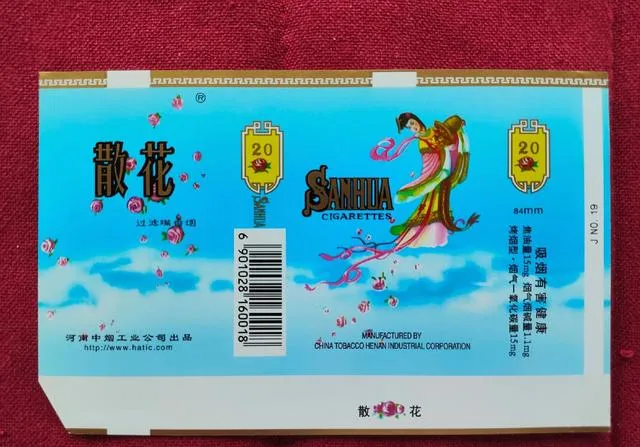 ®
散花
过滤嘴香烟
河南中烟工业公司出品
http://www.hatic.com
20
SANHUA
6 901028 160018
SANHUA
CIGARETTES
MANUFACTURED BY
CHINA TOBACCO HENAN INDUSTRIAL CORPORATION
20
84mm
吸烟有害健康
焦油量15mg 烟气烟碱量1.1mg
烤烟型·烟气一氧化碳量15mg
J NO. 19
散花